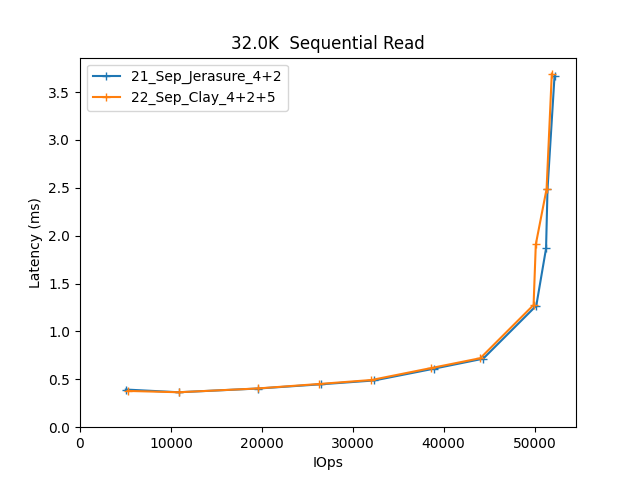 32.0K  Sequential Read
21_Sep_Jerasure_4+2
22_Sep_Clay_4+2+5
Latency (ms)
3.5
3.0
2.5
2.0
1.5
1.0
0.5
0.0
0 10000 20000 30000 40000 50000
IOps